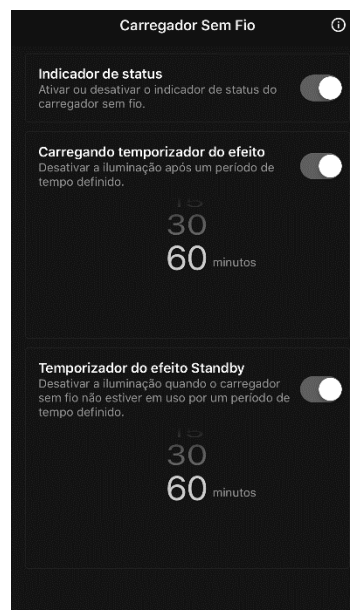 Carregador Sem Fio
Indicador de status
Ativar ou desativar o indicador de status do
carregador sem fio.
Carregando temporizador do efeito
Desativar a iluminação após um período de
tempo definido.
15
30
60 minutos
Temporizador do efeito Standby
Desativar a iluminação quando o carregador
sem fio não estiver em uso por um período de
tempo definido.
15
30
60 minutos